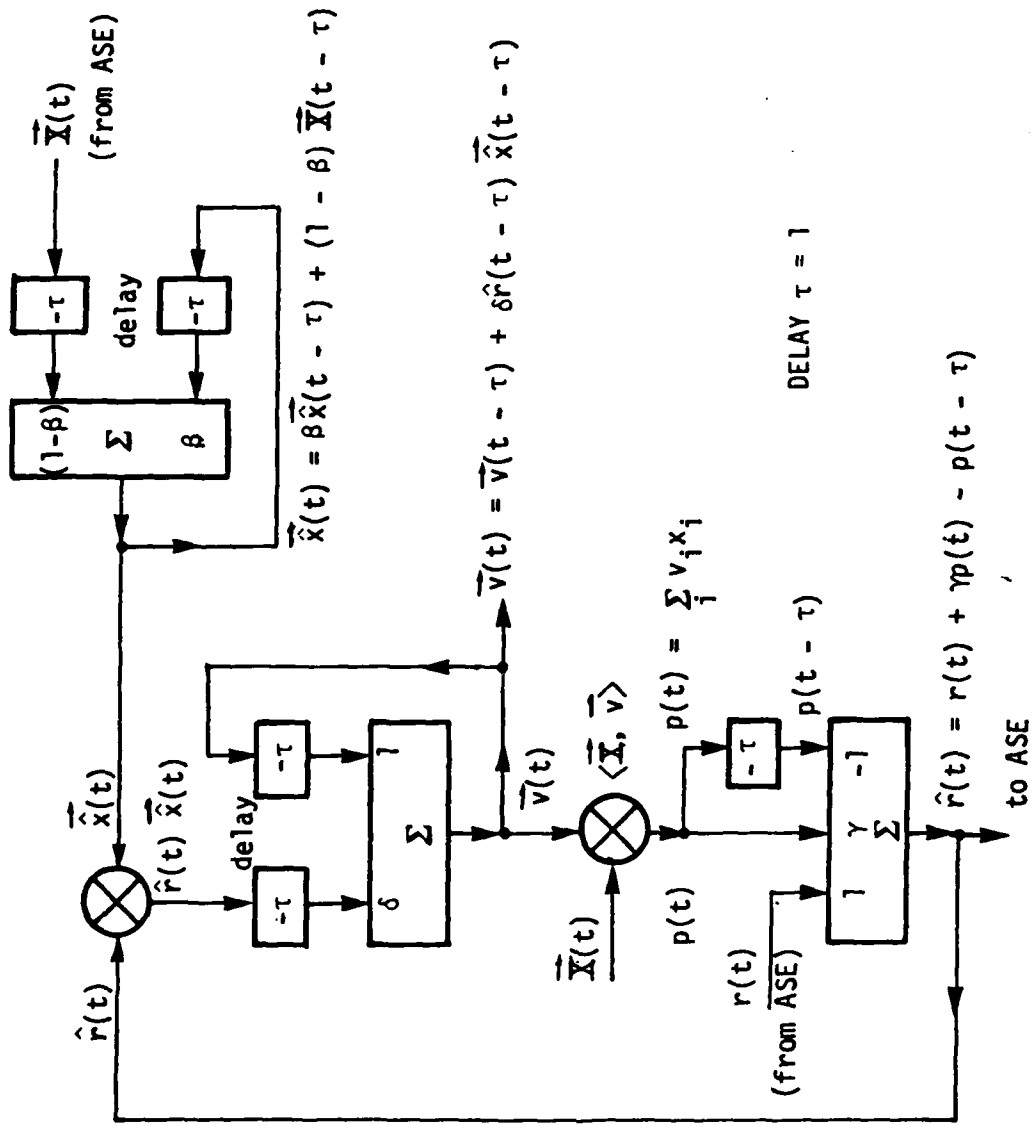 X(t)
(from ASE)
-τ
delay
-τ
(1-β)
Σ
β
x̂(t) = βx̂(t - τ) + (1 - β) X(t - τ)
x̂(t)
r̂(t)
r̂(t) x̂(t)
delay
-τ
-τ
δ
Σ
1
v(t)
v(t) = v(t - τ) + δr̂(t - τ) x̂(t - τ)
X(t)
⟨X, v⟩
p(t) = Σ v_i x_i
i
p(t)
-τ
p(t - τ)
r(t)
(from ASE)
1
γ
Σ
-1
r̂(t) = r(t) + γp(t) - p(t - τ)
to ASE
DELAY τ = 1